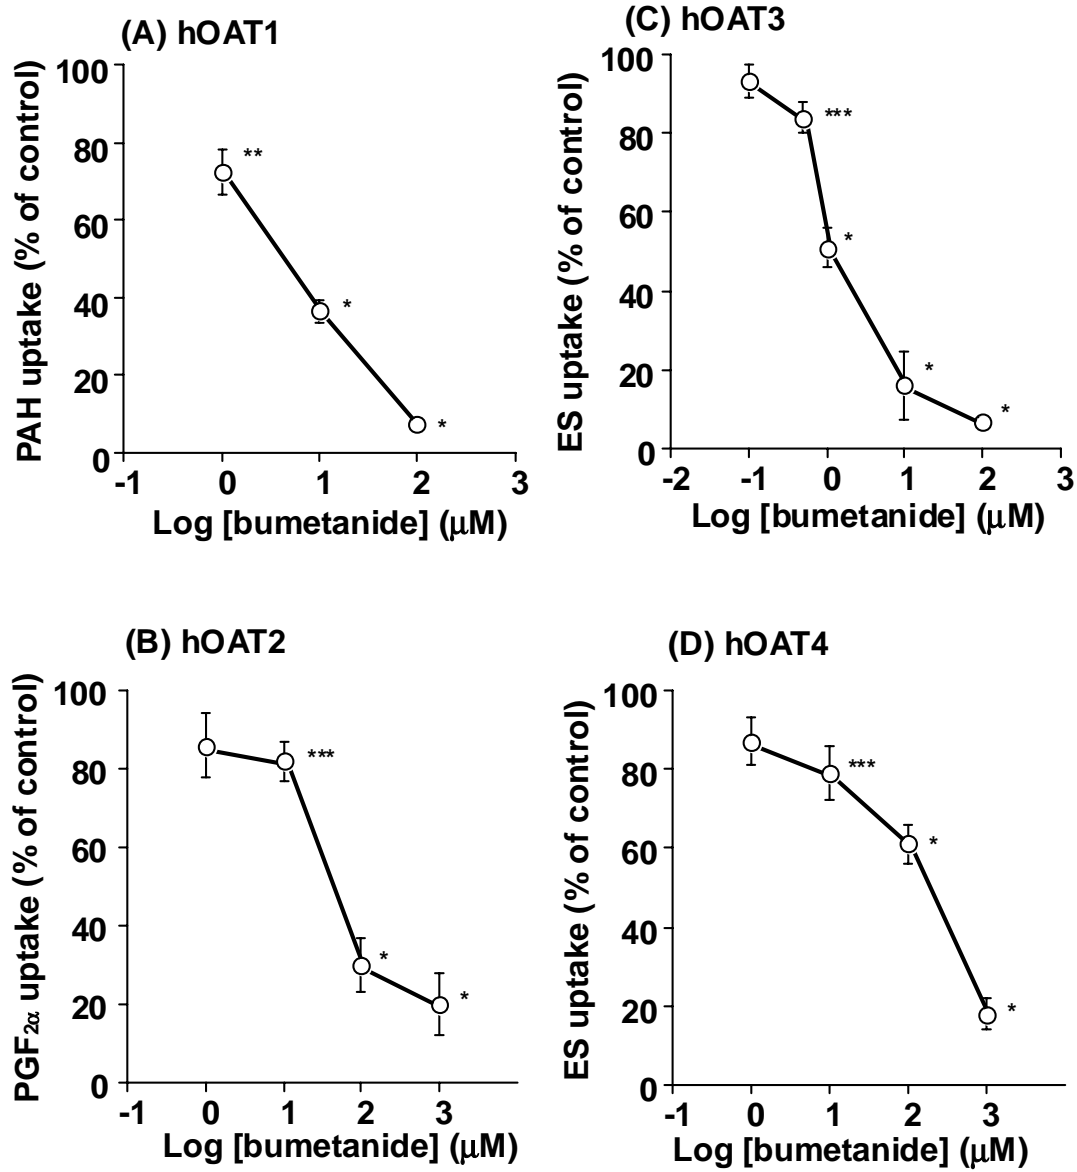 (A) hOAT1
PAH uptake (% of control)
100
80
60
40
20
0
**
*
*
-1 0 1 2 3
Log [bumetanide] (μM)
(C) hOAT3
ES uptake (% of control)
100
80
60
40
20
0
***
*
*
*
-2 -1 0 1 2 3
Log [bumetanide] (μM)
(B) hOAT2
PGF2α uptake (% of control)
100
80
60
40
20
0
***
*
*
-1 0 1 2 3
Log [bumetanide] (μM)
(D) hOAT4
ES uptake (% of control)
100
80
60
40
20
0
***
*
*
-1 0 1 2 3
Log [bumetanide] (μM)